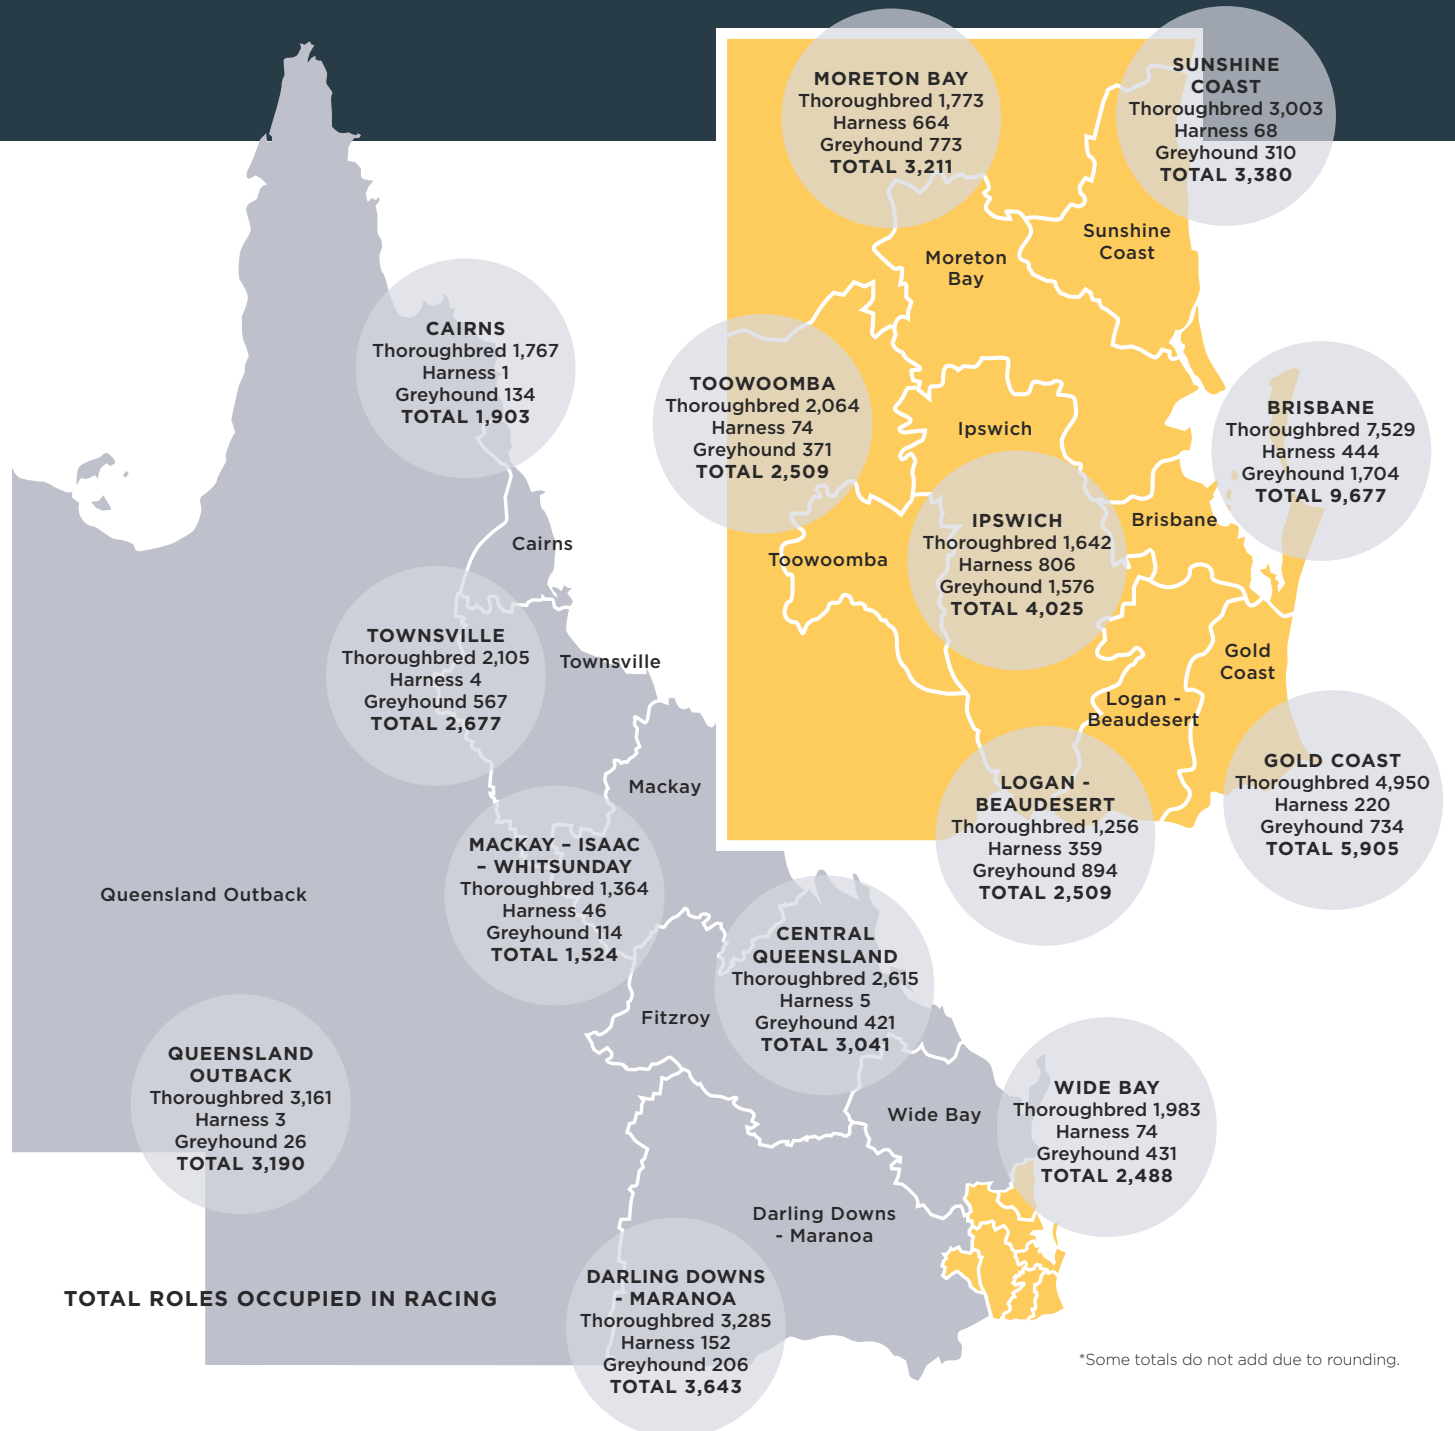 MORETON BAY
Thoroughbred 1,773
Harness 664
Greyhound 773
TOTAL 3,211
SUNSHINE
COAST
Thoroughbred 3,003
Harness 68
Greyhound 310
TOTAL 3,380
Sunshine
Coast
Moreton
Bay
CAIRNS
Thoroughbred 1,767
Harness 1
Greyhound 134
TOTAL 1,903
TOOWOOMBA
Thoroughbred 2,064
Harness 74
Greyhound 371
TOTAL 2,509
Ipswich
BRISBANE
Thoroughbred 7,529
Harness 444
Greyhound 1,704
TOTAL 9,677
IPSWICH
Thoroughbred 1,642
Harness 806
Greyhound 1,576
TOTAL 4,025
Brisbane
Cairns
Toowoomba
TOWNSVILLE
Thoroughbred 2,105
Harness 4
Greyhound 567
TOTAL 2,677
Townsville
Gold
Coast
Logan -
Beaudesert
Mackay
GOLD COAST
Thoroughbred 4,950
Harness 220
Greyhound 734
TOTAL 5,905
LOGAN -
BEAUDESERT
Thoroughbred 1,256
Harness 359
Greyhound 894
TOTAL 2,509
MACKAY – ISAAC
– WHITSUNDAY
Thoroughbred 1,364
Harness 46
Greyhound 114
TOTAL 1,524
Queensland Outback
CENTRAL
QUEENSLAND
Thoroughbred 2,615
Harness 5
Greyhound 421
TOTAL 3,041
Fitzroy
QUEENSLAND
OUTBACK
Thoroughbred 3,161
Harness 3
Greyhound 26
TOTAL 3,190
WIDE BAY
Thoroughbred 1,983
Harness 74
Greyhound 431
TOTAL 2,488
Wide Bay
Darling Downs
- Maranoa
DARLING DOWNS
- MARANOA
Thoroughbred 3,285
Harness 152
Greyhound 206
TOTAL 3,643
TOTAL ROLES OCCUPIED IN RACING
*Some totals do not add due to rounding.